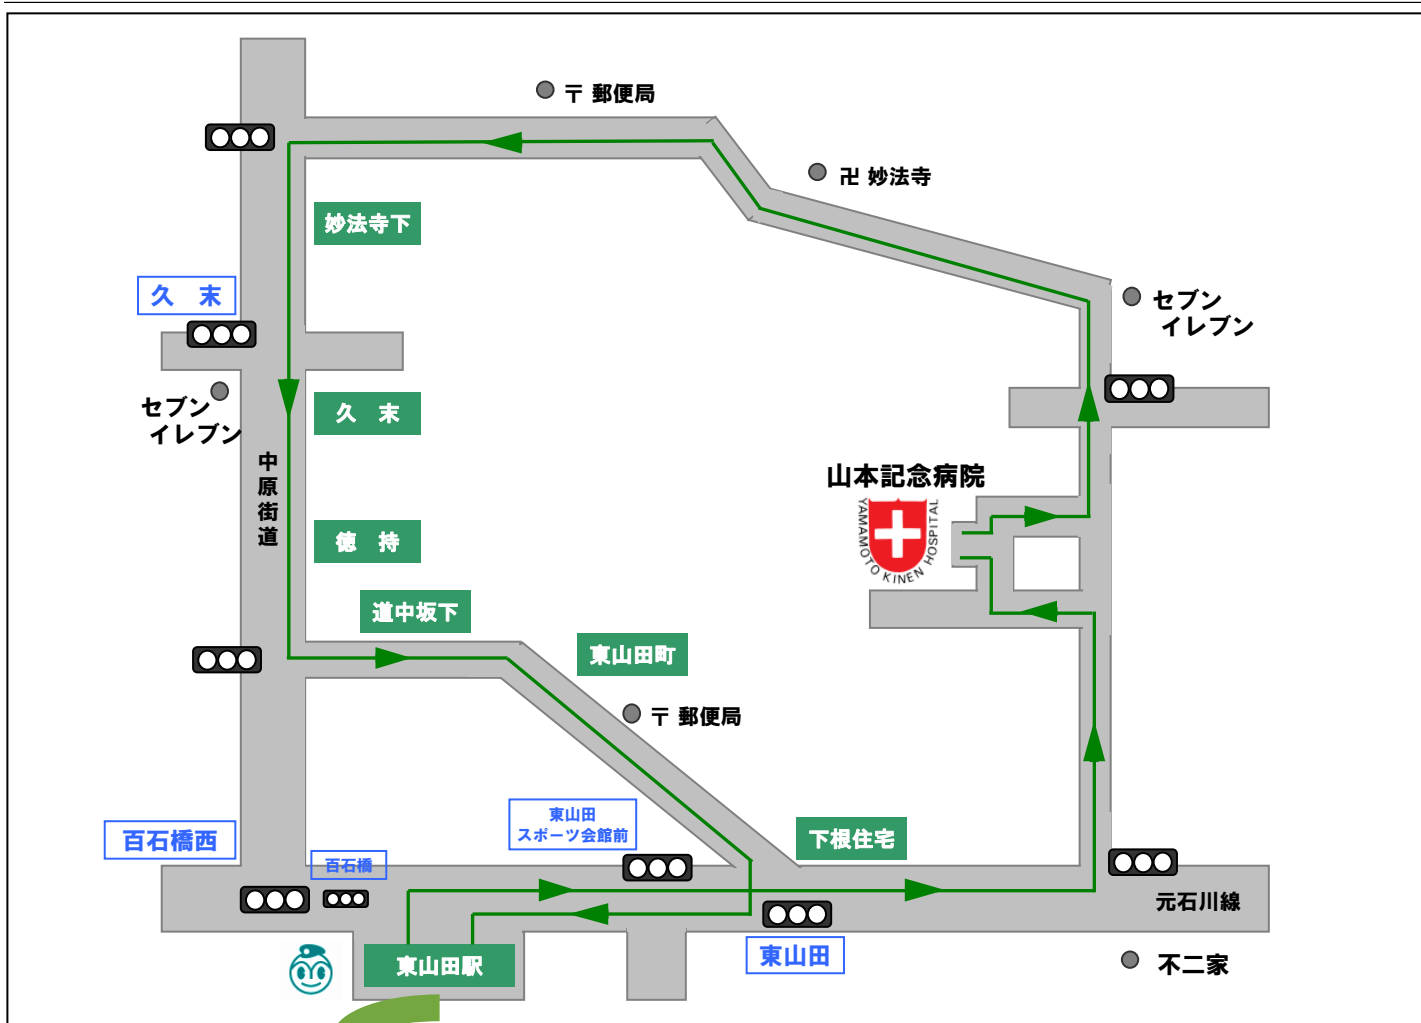 〒 郵便局
卍 妙法寺
妙法寺下
久　末
セブン
イレブン
セブン
イレブン
久　末
中原街道
山本記念病院
YAMAMOTO KINEN HOSPITAL
徳　持
道中坂下
東山田町
〒 郵便局
東山田
スポーツ会館前
下根住宅
百石橋西
百石橋
元石川線
東山田駅
東山田
不二家